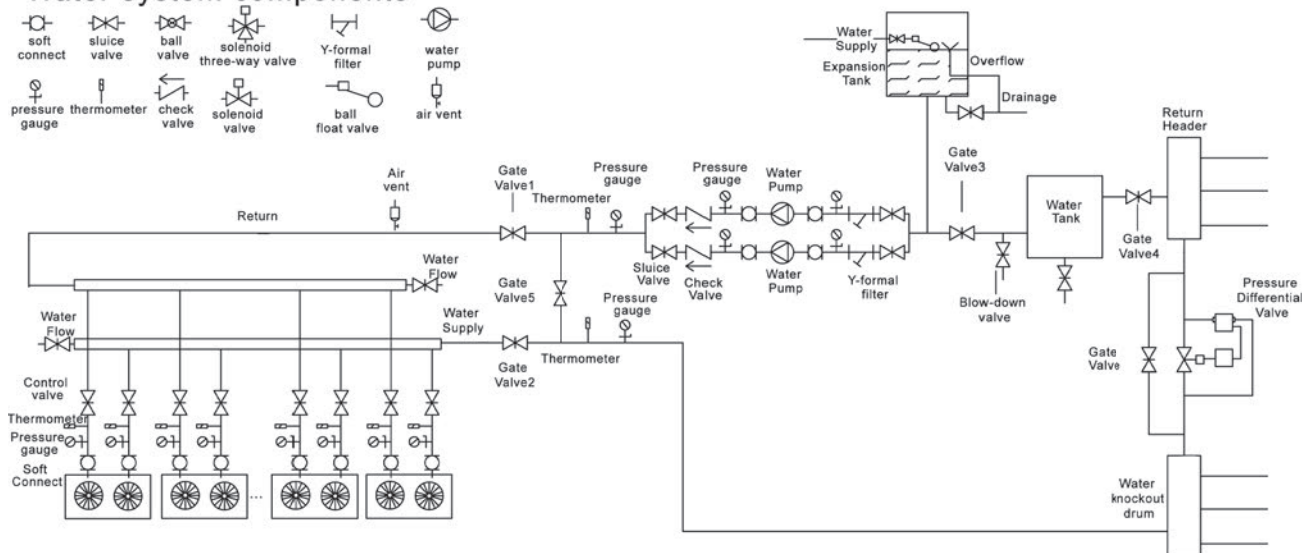 Water system components
soft
connect
sluice
valve
ball
valve
solenoid
three-way valve
Y-formal
filter
water
pump
pressure
gauge
thermometer
check
valve
solenoid
valve
ball
float valve
air vent
Water
Supply
Expansion
Tank
Overflow
Drainage
Return
Header
Air
vent
Gate
Valve1
Pressure
gauge
Thermometer
Pressure
gauge
Water
Pump
Gate
Valve3
Water
Tank
Gate
Valve4
Return
Water
Flow
Gate
Valve5
Sluice
Valve
Check
Valve
Water
Pump
Y-formal
filter
Blow-down
valve
Pressure
Differential
Valve
Water
Flow
Water
Supply
Pressure
gauge
Gate
Valve2
Thermometer
Gate
Valve
Control
valve
Thermometer
Pressure
gauge
Soft
Connect
...
Water
knockout
drum